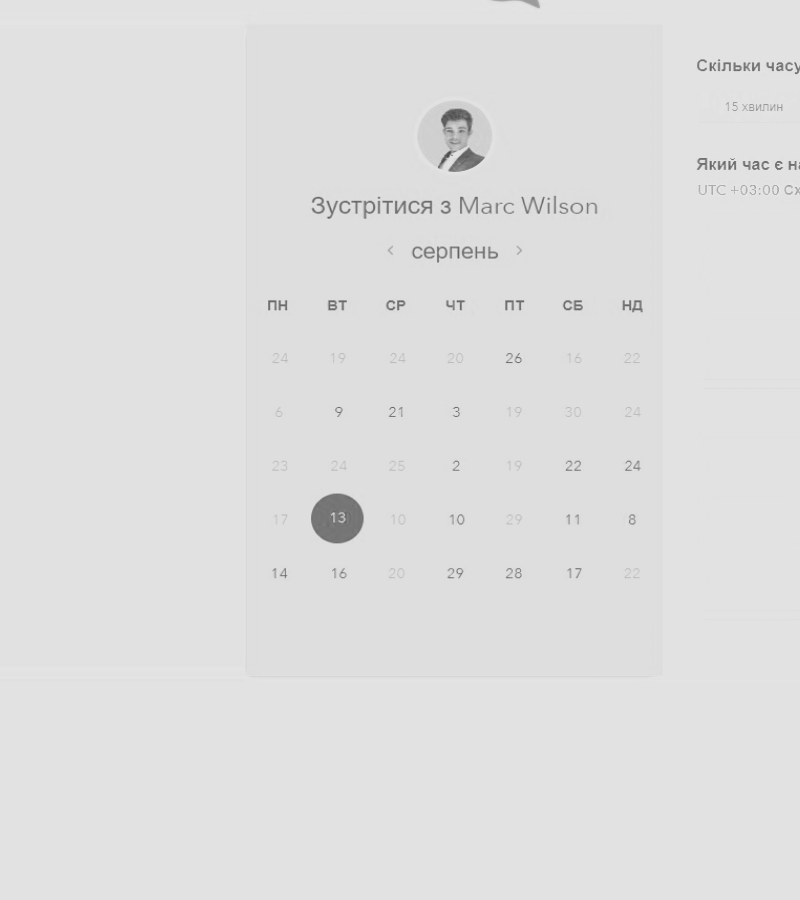 Зустрітися з Marc Wilson
серпень
ПН ВТ СР ЧТ ПТ СБ НД
24 19 24 20 26 16 22
6 9 21 3 19 30 24
23 24 25 2 19 22 24
17 13 10 10 29 11 8
14 16 20 29 28 17 22
Скільки часу
15 хвилин
Який час є
UTC +03:00